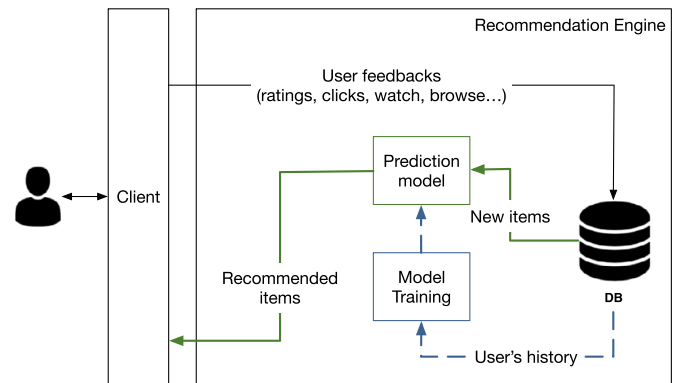 Recommendation Engine
User feedbacks
(ratings, clicks, watch, browse…)
Prediction
model
Client
New items
Recommended
items
Model
Training
DB
User's history